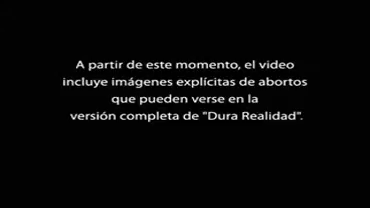 A partir de este momento, el video
incluye imágenes explícitas de abortos
que pueden verse en la
versión completa de "Dura Realidad".